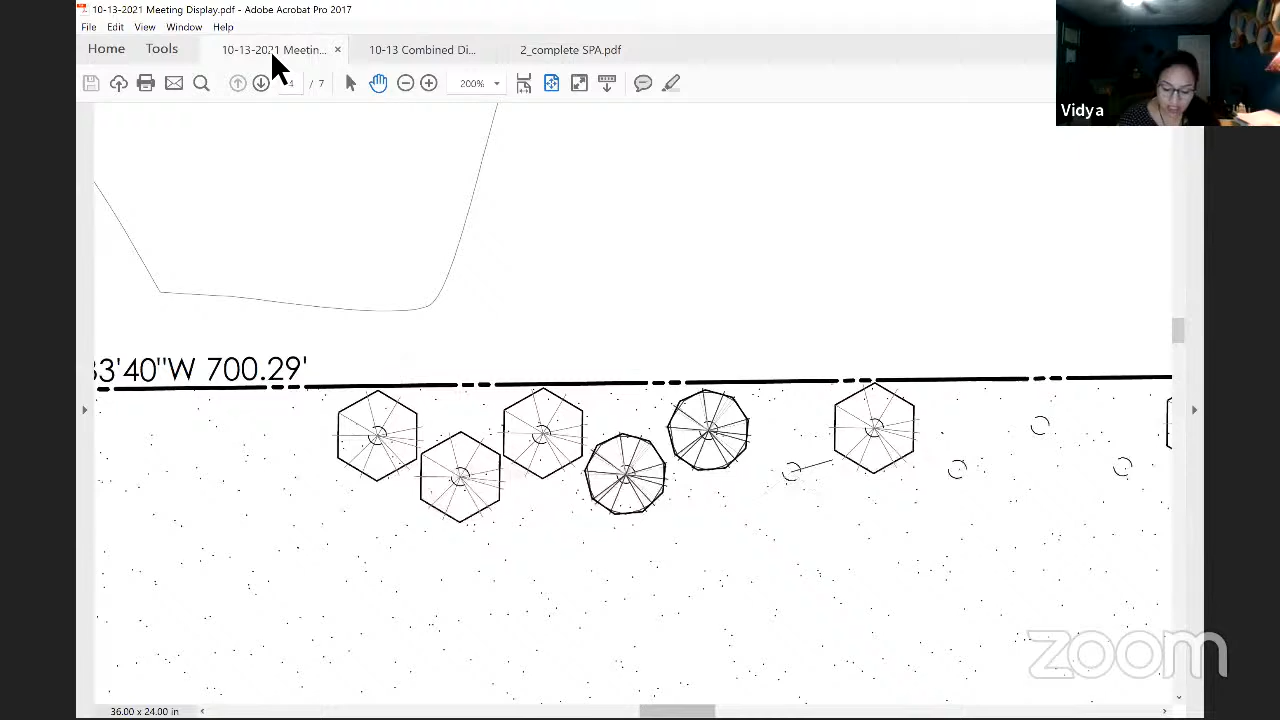 10-13-2021 Meeting Display.pdf - Adobe Acrobat Pro 2017
File Edit View Window Help
Home Tools 10-13-2021 Meetin... × 10-13 Combined Di... 2_complete SPA.pdf
4 / 7 200%
Vidya
33'40"W 700.29'
zoom
36.00 x 24.00 in